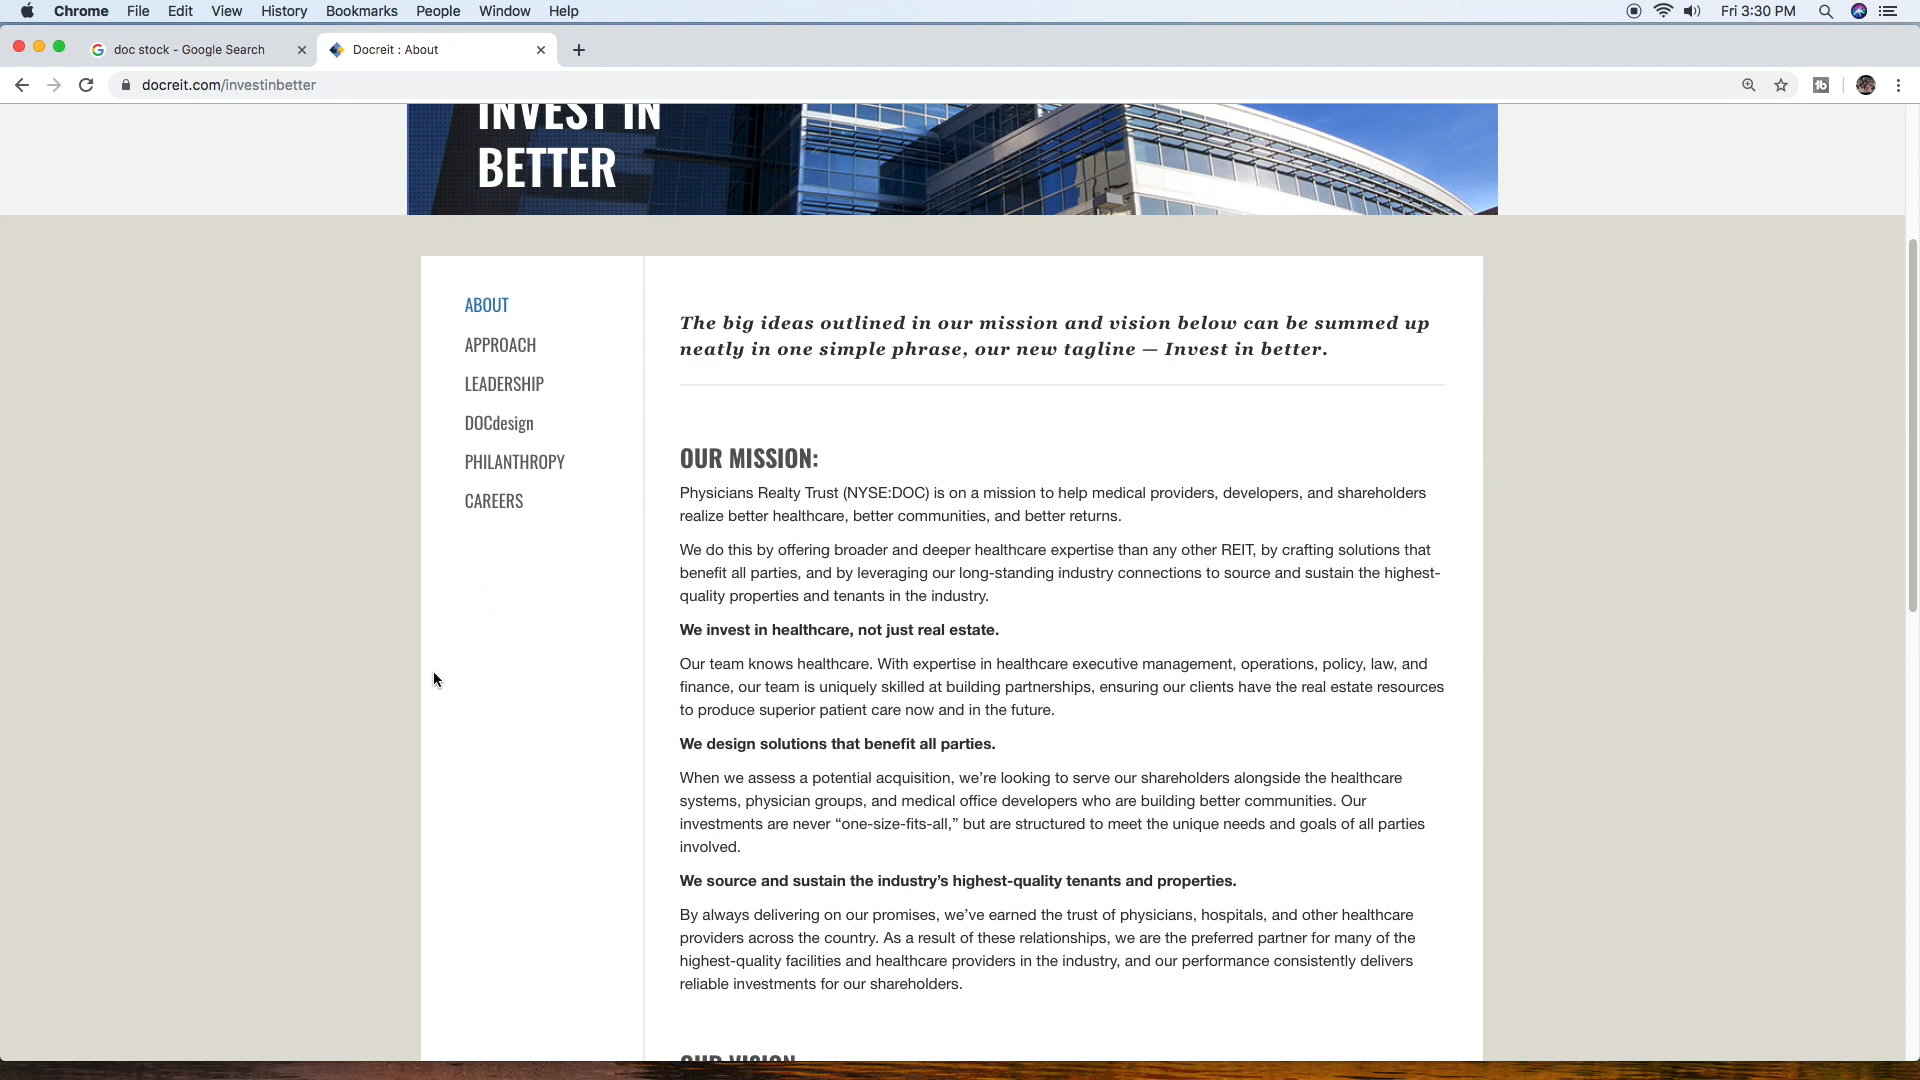 Chrome File Edit View History Bookmarks People Window Help Fri 3:30 PM
doc stock - Google Search Docreit : About
docreit.com/investinbetter
INVEST IN
BETTER
ABOUT
APPROACH
LEADERSHIP
DOCdesign
PHILANTHROPY
CAREERS
The big ideas outlined in our mission and vision below can be summed up
neatly in one simple phrase, our new tagline — Invest in better.
OUR MISSION:
Physicians Realty Trust (NYSE:DOC) is on a mission to help medical providers, developers, and shareholders
realize better healthcare, better communities, and better returns.
We do this by offering broader and deeper healthcare expertise than any other REIT, by crafting solutions that
benefit all parties, and by leveraging our long-standing industry connections to source and sustain the highest-
quality properties and tenants in the industry.
We invest in healthcare, not just real estate.
Our team knows healthcare. With expertise in healthcare executive management, operations, policy, law, and
finance, our team is uniquely skilled at building partnerships, ensuring our clients have the real estate resources
to produce superior patient care now and in the future.
We design solutions that benefit all parties.
When we assess a potential acquisition, we’re looking to serve our shareholders alongside the healthcare
systems, physician groups, and medical office developers who are building better communities. Our
investments are never “one-size-fits-all,” but are structured to meet the unique needs and goals of all parties
involved.
We source and sustain the industry’s highest-quality tenants and properties.
By always delivering on our promises, we’ve earned the trust of physicians, hospitals, and other healthcare
providers across the country. As a result of these relationships, we are the preferred partner for many of the
highest-quality facilities and healthcare providers in the industry, and our performance consistently delivers
reliable investments for our shareholders.
OUR VISION